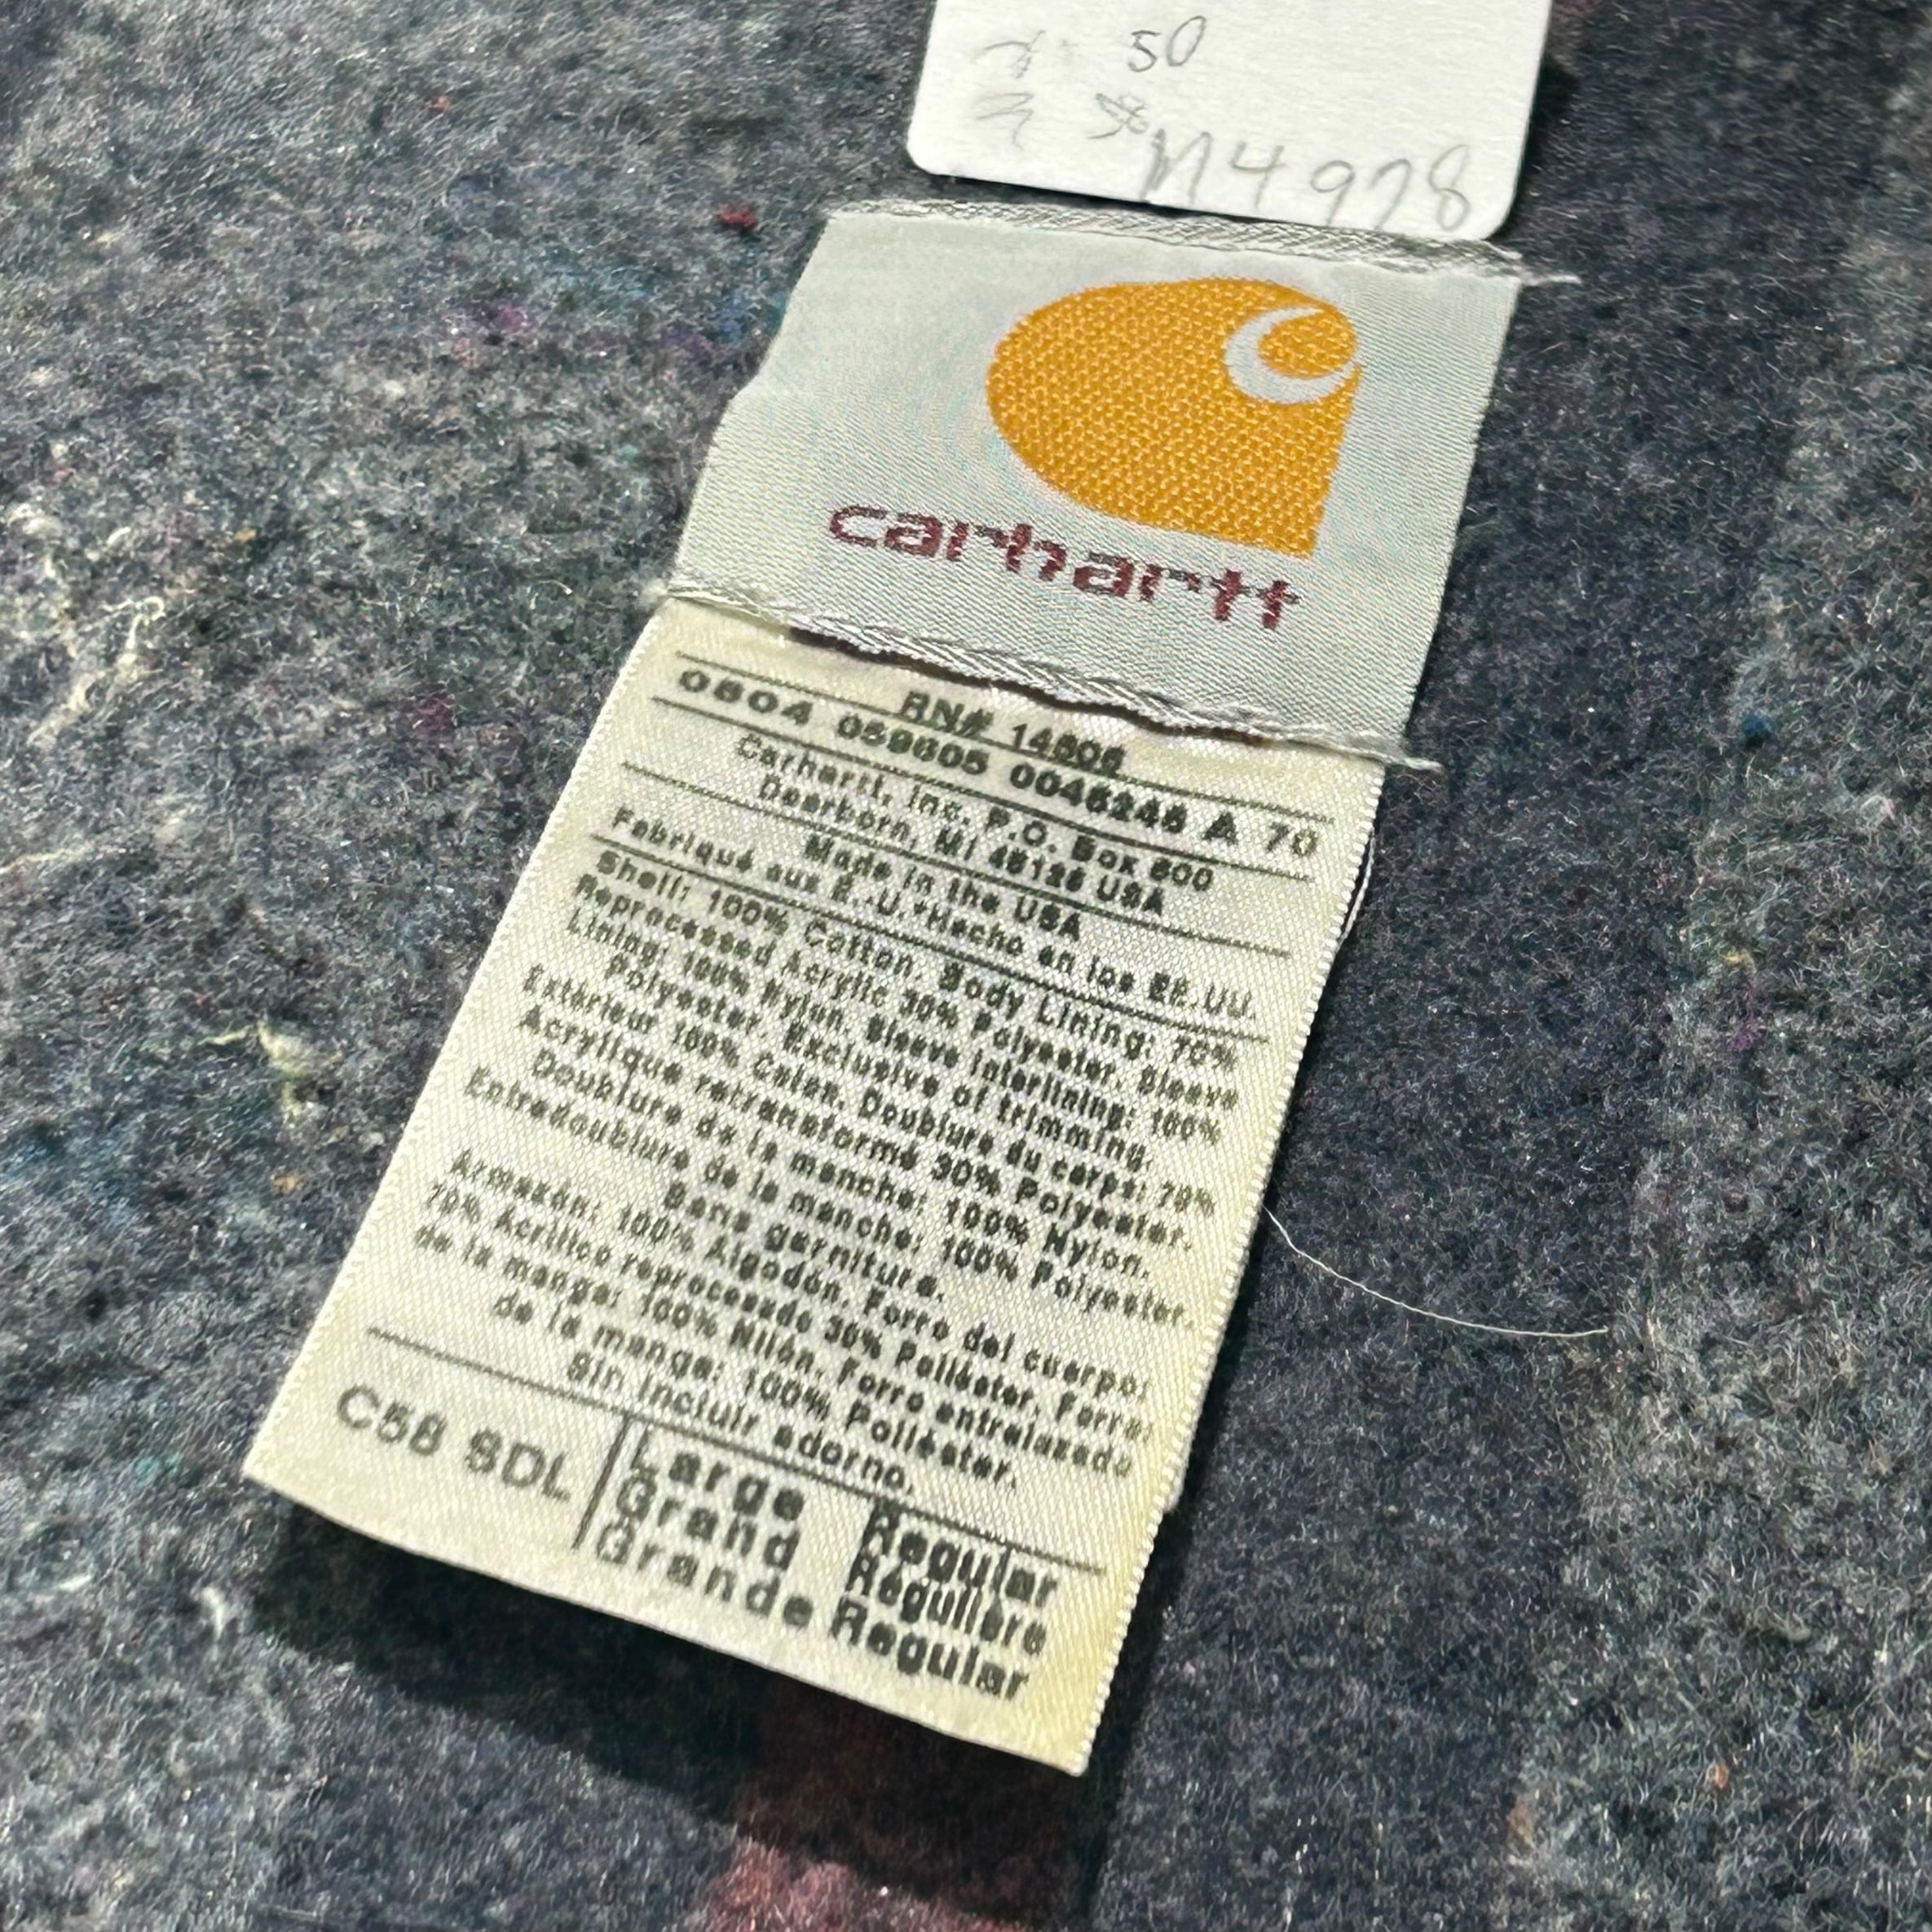 50
N4978
carhartt
RN# 14806
0804 059605 0046248 A 70
Carhartt, Inc. P.O. Box 600
Dearborn, MI 48126 USA
Made in the USA
Fabriqué aux E.-U.*Hecho en los EE.UU.
Shell: 100% Cotton. Body Lining: 70%
Reprocessed Acrylic 30% Polyester. Sleeve
Lining: 100% Nylon. Sleeve Interlining: 100%
Polyester. Exclusive of trimming.
Extérieur 100% Coton. Doublure du corps: 70%
Acrylique retransformé 30% Polyester.
Doublure de la manche: 100% Nylon.
Entredoublure de la manche: 100% Polyester.
Sans garniture.
Armazón: 100% Algodón. Forro del cuerpo:
70% Acrílico reprocesado 30% Poliéster. Forro
de la manga: 100% Nilón. Forro entrelazado
de la manga: 100% Poliéster.
Sin incluir adorno.
C58 SDL
Large Regular
Grand Régulière
Grande Regular